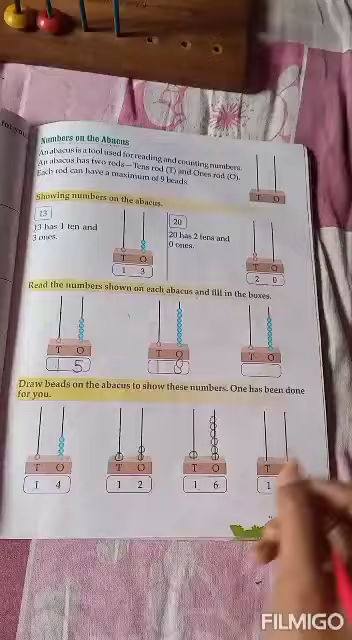 Numbers on the Abacus
An abacus is a tool used for reading and counting numbers.
An abacus has two rods—Tens rod (T) and Ones rod (O).
Each rod can have a maximum of 9 beads.
T O
Showing numbers on the abacus.
13
13 has 1 ten and
3 ones.
T O
1 3
20
20 has 2 tens and
0 ones.
T O
2 0
Read the numbers shown on each abacus and fill in the boxes.
T O
1 5
T O
1 8
T O
Draw beads on the abacus to show these numbers. One has been done
for you.
T O
1 4
T O
1 2
T O
1 6
T
1
FILMIGO